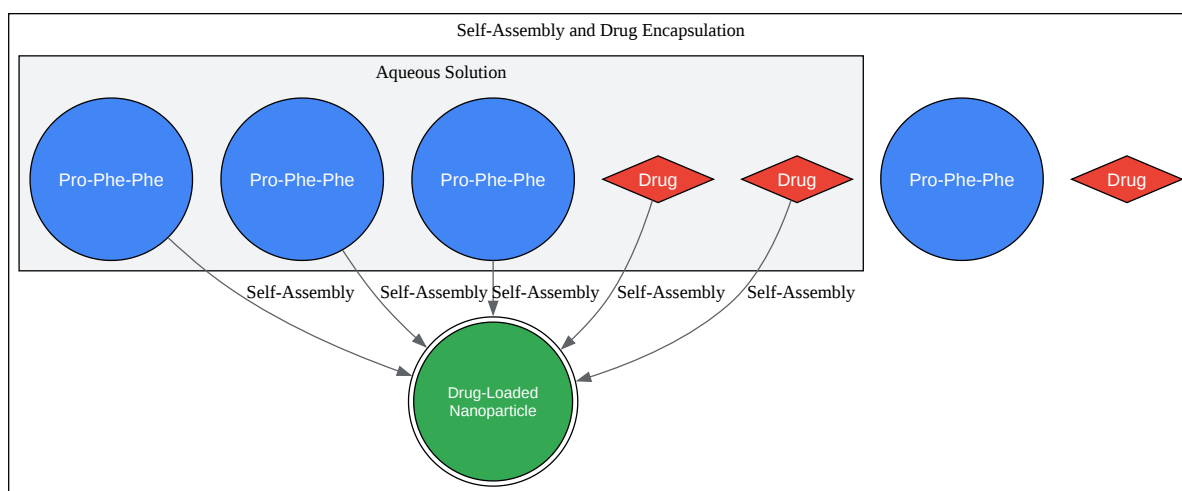 Self-Assembly and Drug Encapsulation
Aqueous Solution
Pro-Phe-Phe
Pro-Phe-Phe
Pro-Phe-Phe
Drug
Drug
Pro-Phe-Phe
Drug
Self-Assembly
Self-Assembly
Self-Assembly
Self-Assembly
Self-Assembly
Drug-Loaded
Nanoparticle